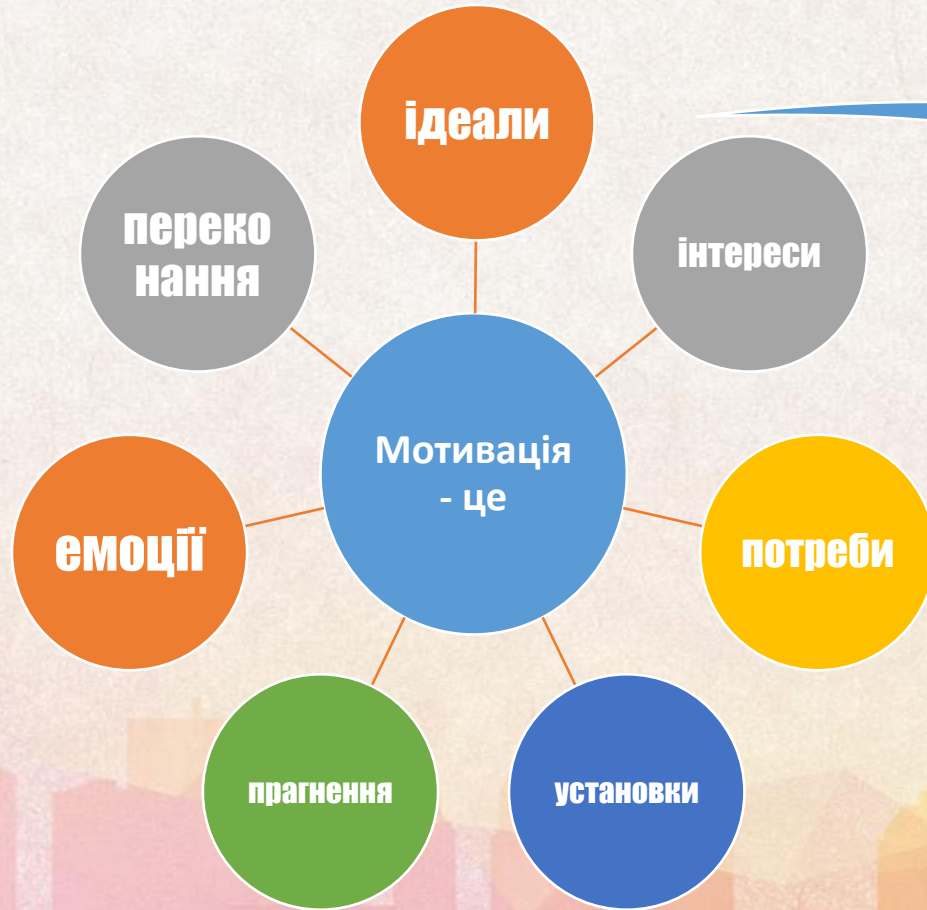 ідеали
інтереси
потреби
установки
прагнення
емоції
переко
нання
Мотивація
- це